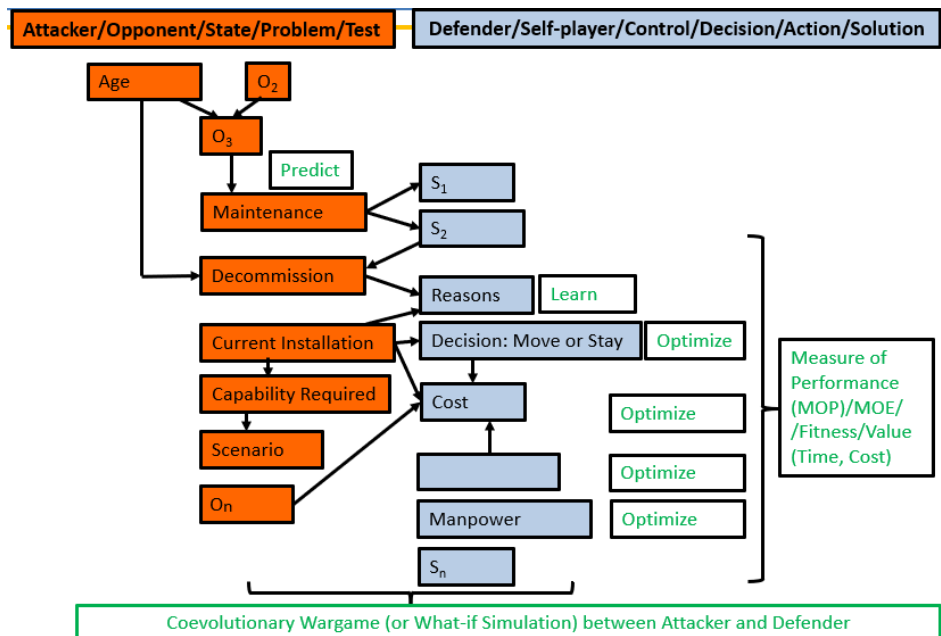 Attacker/Opponent/State/Problem/Test
Defender/Self-player/Control/Decision/Action/Solution
Age
O₂
O₃
Predict
Maintenance
S₁
S₂
Decommission
Reasons
Learn
Current Installation
Decision: Move or Stay
Optimize
Capability Required
Cost
Optimize
Scenario
Optimize
Oₙ
Manpower
Optimize
Sₙ
Measure of
Performance
(MOP)/MOE/
/Fitness/Value
(Time, Cost)
Coevolutionary Wargame (or What-if Simulation) between Attacker and Defender